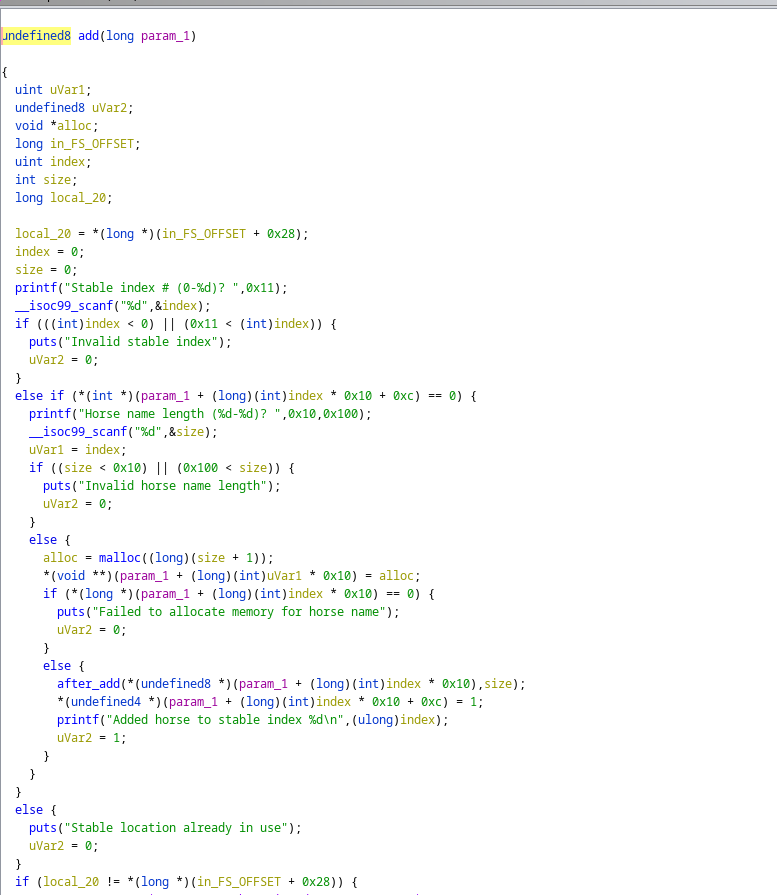 undefined8 add(long param_1)
{
uint uVar1;
undefined8 uVar2;
void *alloc;
long in_FS_OFFSET;
uint index;
int size;
long local_20;
local_20 = *(long *)(in_FS_OFFSET + 0x28);
index = 0;
size = 0;
printf("Stable index # (0-%d)? ",0x11);
__isoc99_scanf("%d",&index);
if (((int)index < 0) || (0x11 < (int)index)) {
puts("Invalid stable index");
uVar2 = 0;
}
else if (*(int *)(param_1 + (long)(int)index * 0x10 + 0xc) == 0) {
printf("Horse name length (%d-%d)? ",0x10,0x100);
__isoc99_scanf("%d",&size);
uVar1 = index;
if ((size < 0x10) || (0x100 < size)) {
puts("Invalid horse name length");
uVar2 = 0;
}
else {
alloc = malloc((long)(size + 1));
*(void **)(param_1 + (long)(int)uVar1 * 0x10) = alloc;
if (*(long *)(param_1 + (long)(int)index * 0x10) == 0) {
puts("Failed to allocate memory for horse name");
uVar2 = 0;
}
else {
after_add(*(undefined8 *)(param_1 + (long)(int)index * 0x10),size);
*(undefined4 *)(param_1 + (long)(int)index * 0x10 + 0xc) = 1;
printf("Added horse to stable index %d\n",(ulong)index);
uVar2 = 1;
}
}
}
else {
puts("Stable location already in use");
uVar2 = 0;
}
if (local_20 != *(long *)(in_FS_OFFSET + 0x28)) {